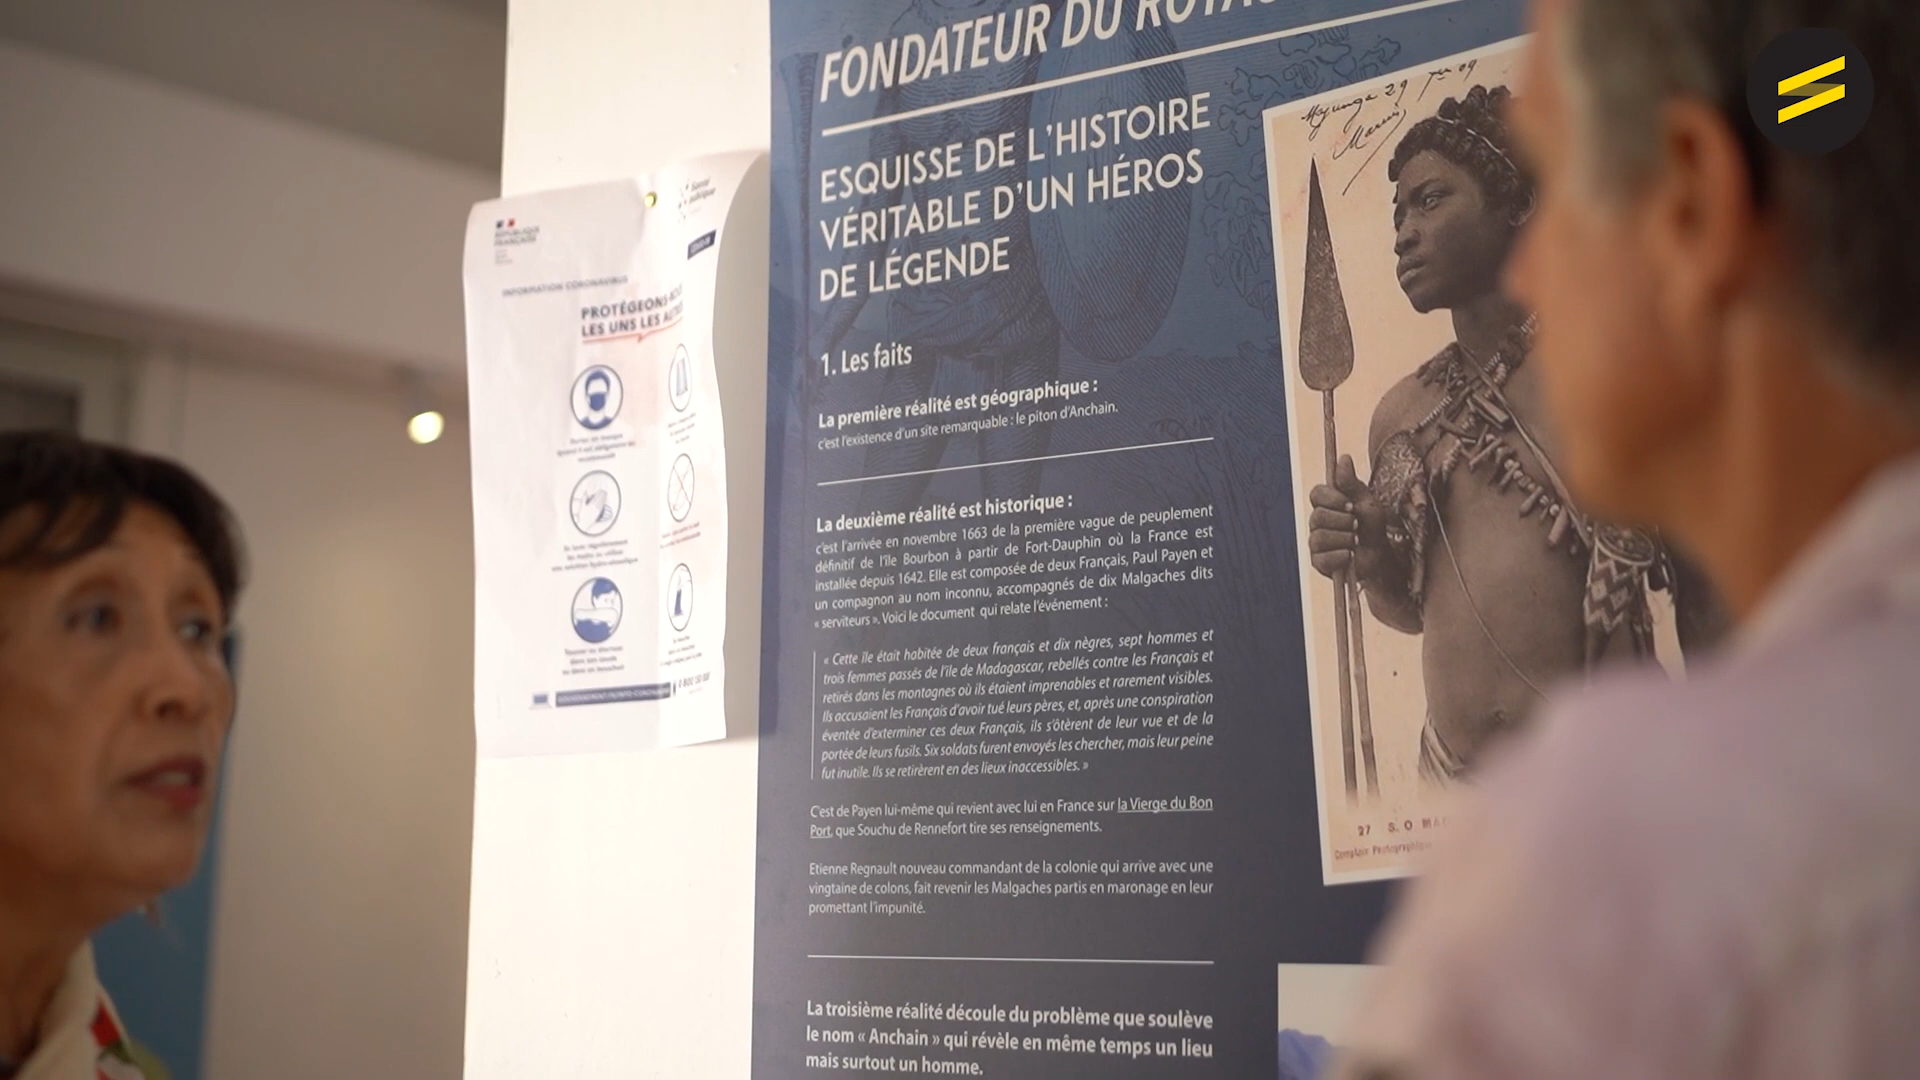 FONDATEUR DU
ESQUISSE DE L'HISTOIRE
VÉRITABLE D'UN HÉROS
DE LÉGENDE
1. Les faits
La première réalité est géographique :
c'est l'existence d'un site remarquable : le piton d'Anchain.
La deuxième réalité est historique :
c'est l'arrivée en novembre 1663 de la première vague de peuplement
définitif de l'île Bourbon à partir de Fort-Dauphin où la France est
installée depuis 1642. Elle est composée de deux Français, Paul Payen et
un compagnon au nom inconnu, accompagnés de dix Malgaches dits
« serviteurs ». Voici le document qui relate l'événement :
« Cette île était habitée de deux français et dix nègres, sept hommes et
trois femmes passés de l'île de Madagascar, rebellés contre les Français et
retirés dans les montagnes où ils étaient imprenables et rarement visibles.
Ils accusaient les Français d'avoir tué leurs pères, et, après une conspiration
éventée d'exterminer ces deux Français, ils s'ôtèrent de leur vue et de la
portée de leurs fusils. Six soldats furent envoyés les chercher, mais leur peine
fut inutile. Ils se retirèrent en des lieux inaccessibles. »
C'est de Payen lui-même qui revient avec lui en France sur la Vierge du Bon
Port, que Souchu de Rennefort tire ses renseignements.
Etienne Regnault nouveau commandant de la colonie qui arrive avec une
vingtaine de colons, fait revenir les Malgaches partis en maronage en leur
promettant l'impunité.
La troisième réalité découle du problème que soulève
le nom « Anchain » qui révèle en même temps un lieu
mais surtout un homme.
Majunga 29
27 S.O
Comptoir Photographique
RÉPUBLIQUE
FRANÇAISE
Santé
publique
INFORMATION CORONAVIRUS
PROTÉGEONS-
LES UNS LES